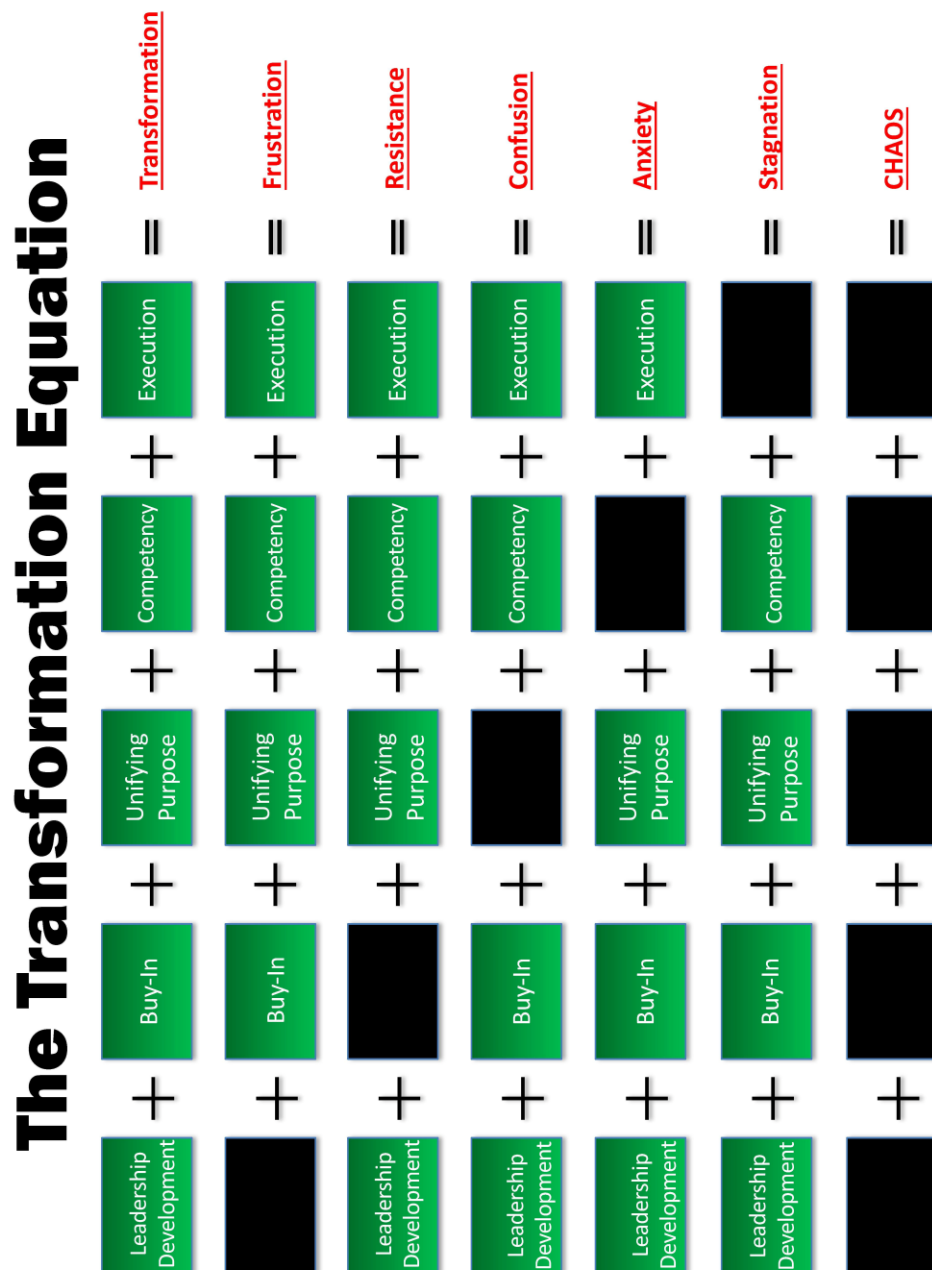 The Transformation Equation
Leadership
Development + Buy-In + Unifying
Purpose + Competency + Execution = Transformation
+ Buy-In + Unifying
Purpose + Competency + Execution = Frustration
Leadership
Development + + Unifying
Purpose + Competency + Execution = Resistance
Leadership
Development + Buy-In + + Competency + Execution = Confusion
Leadership
Development + Buy-In + Unifying
Purpose + + Execution = Anxiety
Leadership
Development + Buy-In + Unifying
Purpose + Competency + = Stagnation
+ + + + = CHAOS